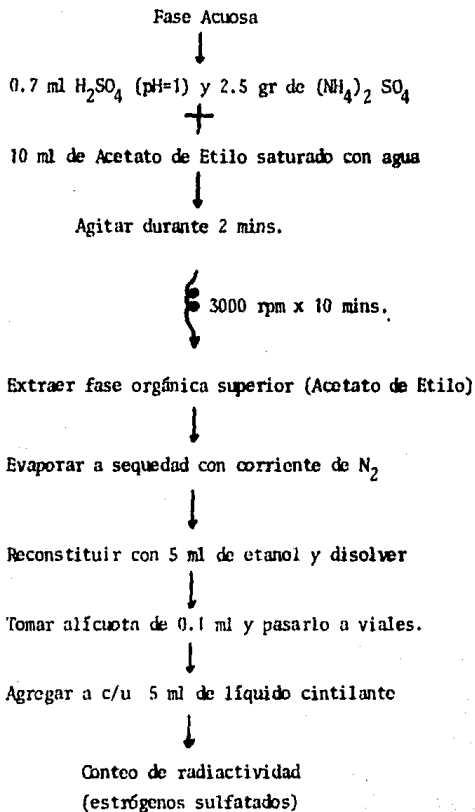 Fase Acuosa
0.7 ml H₂SO₄ (pH=1) y 2.5 gr de (NH₄)₂ SO₄
+
10 ml de Acetato de Etilo saturado con agua
Agitar durante 2 mins.
3000 rpm x 10 mins.
Extraer fase orgánica superior (Acetato de Etilo)
Evaporar a sequedad con corriente de N₂
Reconstituir con 5 ml de etanol y disolver
Tomar alícuota de 0.1 ml y pasarlo a viales.
Agregar a c/u 5 ml de líquido cintilante
Conteo de radiactividad
(estrógenos sulfatados)